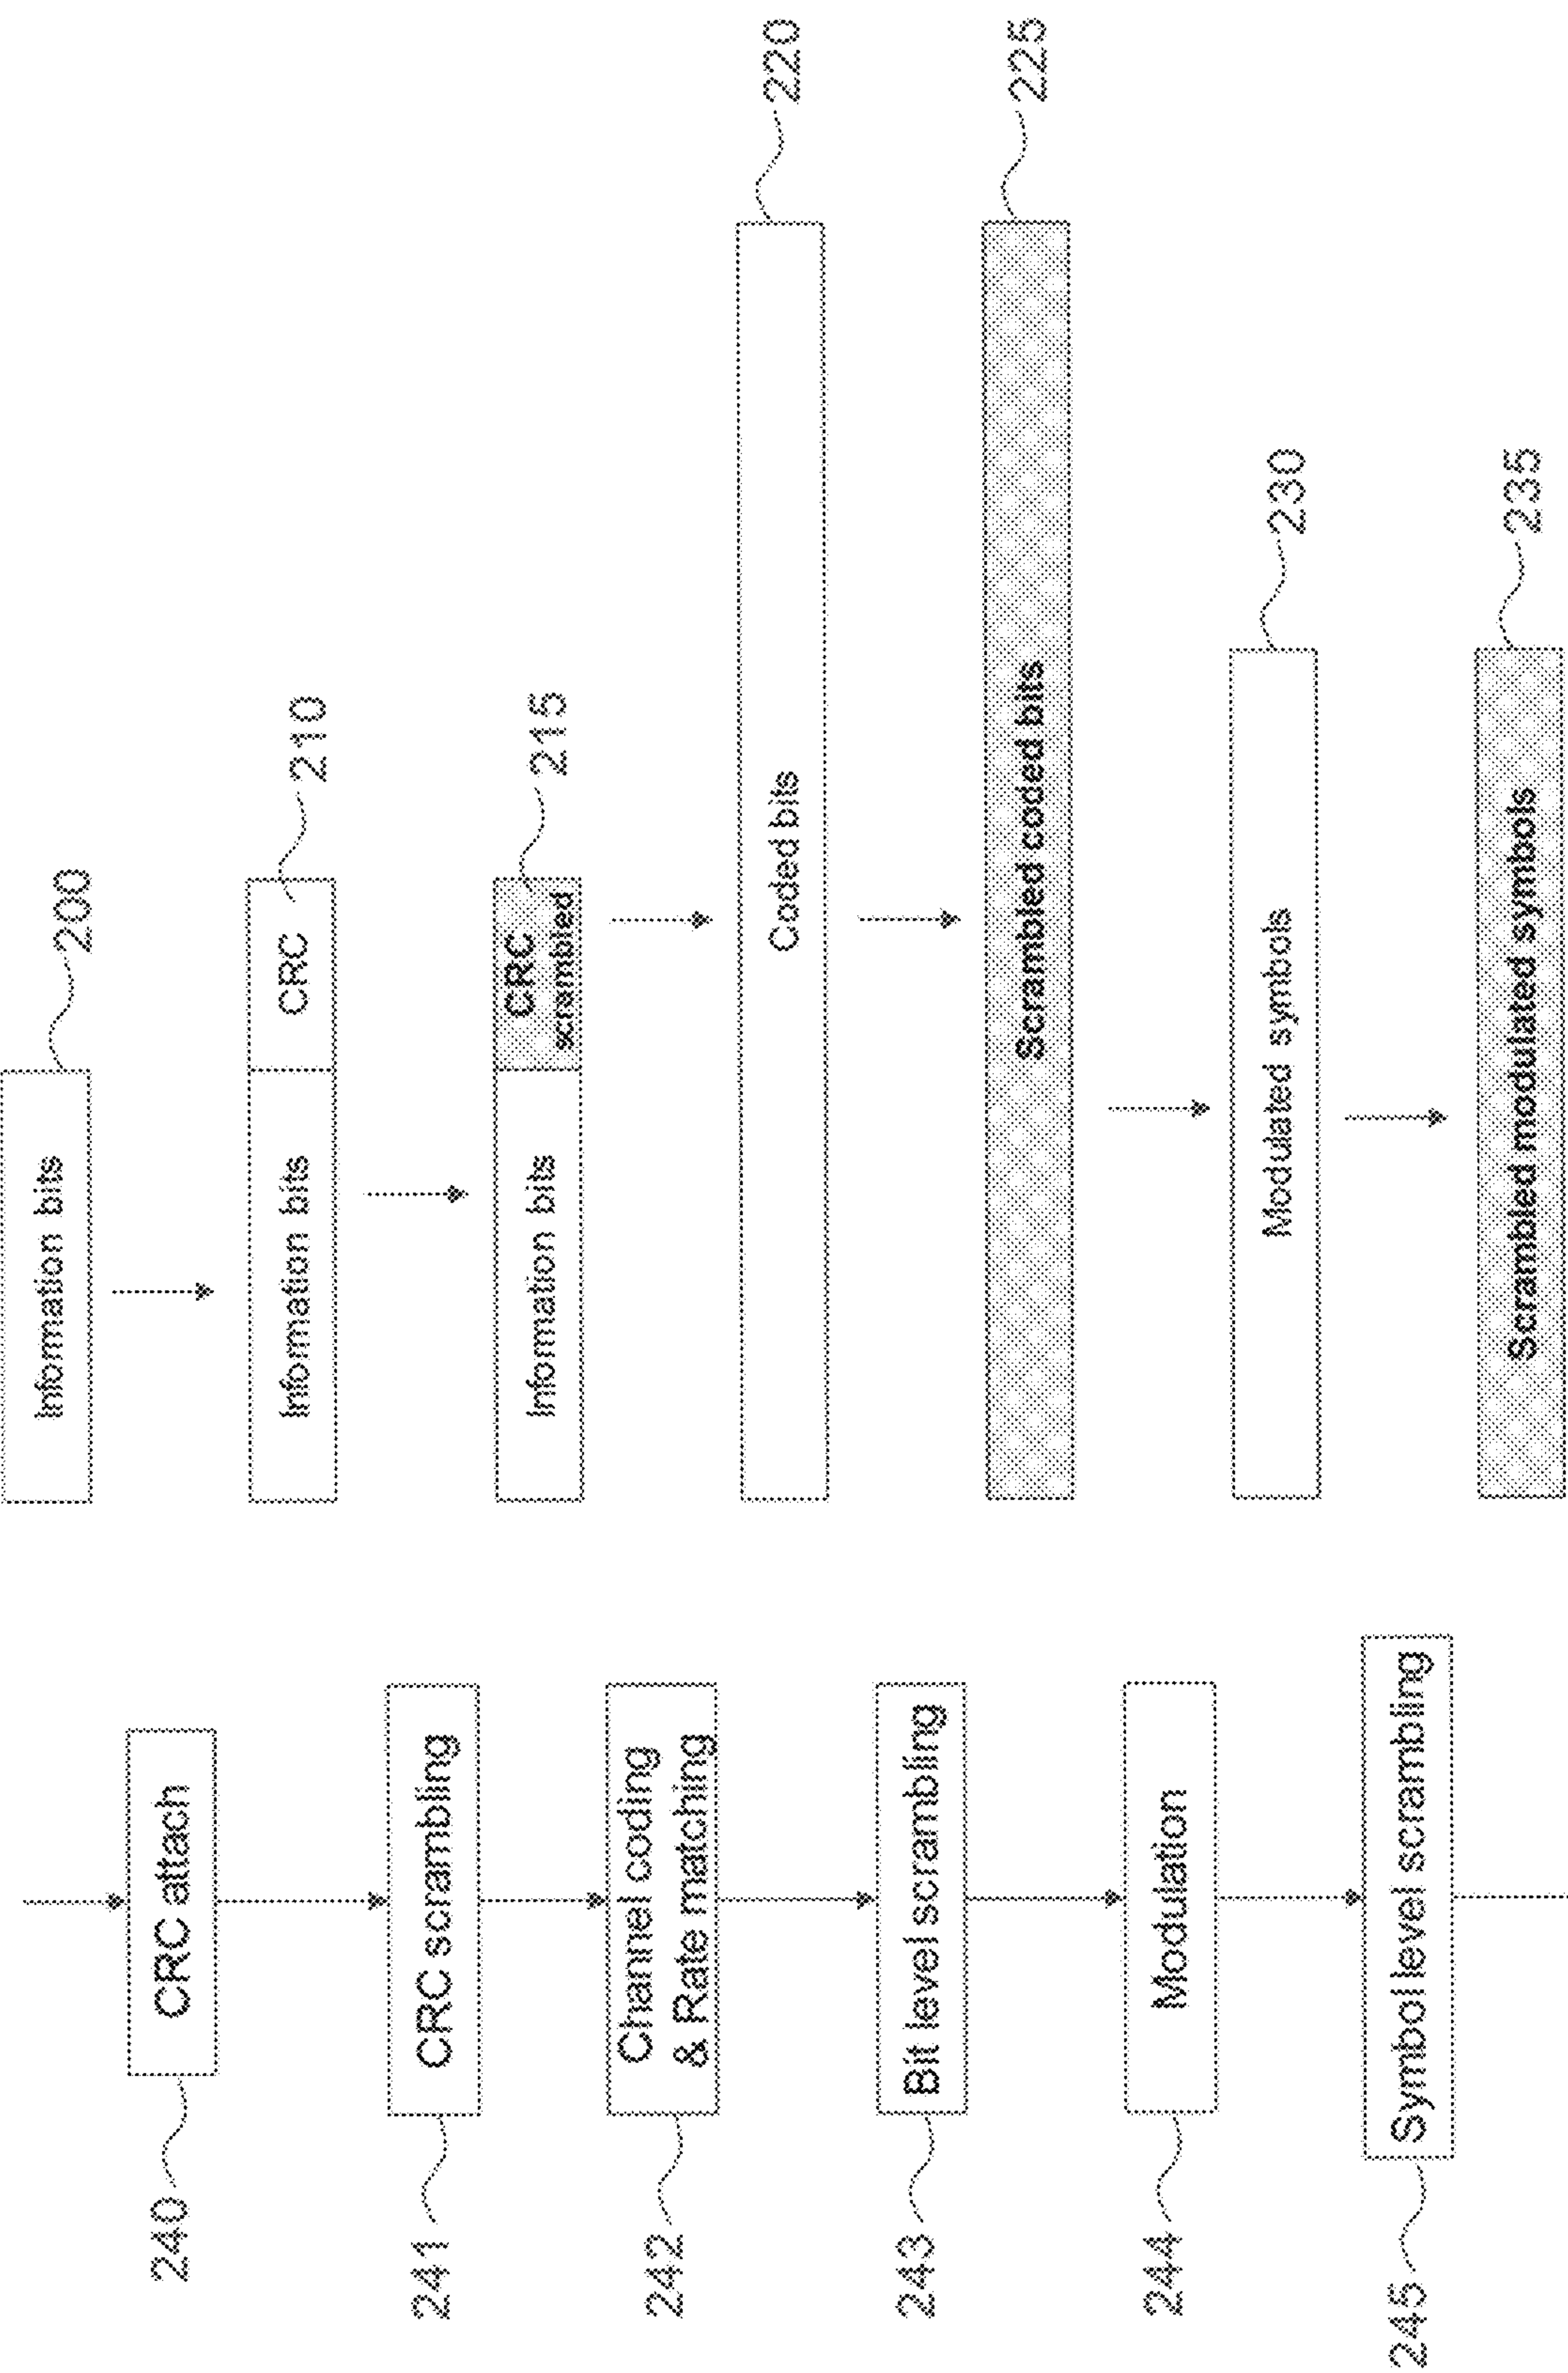 240
CRC attach
241
CRC scrambling
242
Channel coding
& Rate matching
243
Bit level scrambling
244
Modulation
245
Symbol level scrambling
Information bits
200
Information bits
CRC
210
Information bits
CRC
scrambled
215
Coded bits
220
Scrambled coded bits
225
Modulated symbols
230
Scrambled modulated symbols
235